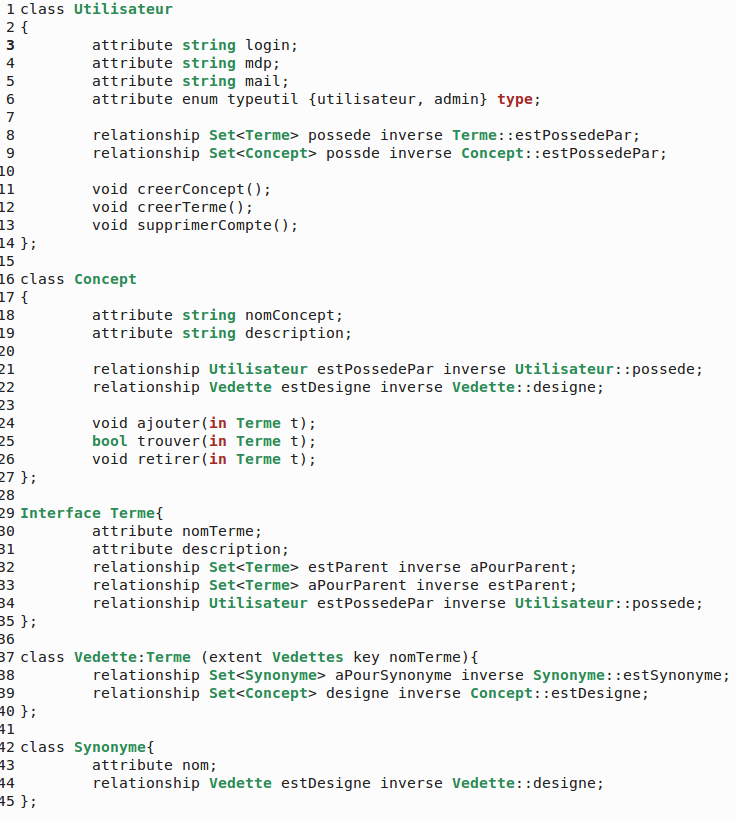 1 class Utilisateur
2 {
3         attribute string login;
4         attribute string mdp;
5         attribute string mail;
6         attribute enum typeutil {utilisateur, admin} type;
7
8         relationship Set<Terme> possede inverse Terme::estPossedePar;
9         relationship Set<Concept> possde inverse Concept::estPossedePar;
10
11         void creerConcept();
12         void creerTerme();
13         void supprimerCompte();
14 };
15
16 class Concept
17 {
18         attribute string nomConcept;
19         attribute string description;
20
21         relationship Utilisateur estPossedePar inverse Utilisateur::possede;
22         relationship Vedette estDesigne inverse Vedette::designe;
23
24         void ajouter(in Terme t);
25         bool trouver(in Terme t);
26         void retirer(in Terme t);
27 };
28
29 Interface Terme{
30         attribute nomTerme;
31         attribute description;
32         relationship Set<Terme> estParent inverse aPourParent;
33         relationship Set<Terme> aPourParent inverse estParent;
34         relationship Utilisateur estPossedePar inverse Utilisateur::possede;
35 };
36
37 class Vedette:Terme (extent Vedettes key nomTerme){
38         relationship Set<Synonyme> aPourSynonyme inverse Synonyme::estSynonyme;
39         relationship Set<Concept> designe inverse Concept::estDesigne;
40 };
41
42 class Synonyme{
43         attribute nom;
44         relationship Vedette estDesigne inverse Vedette::designe;
45 };